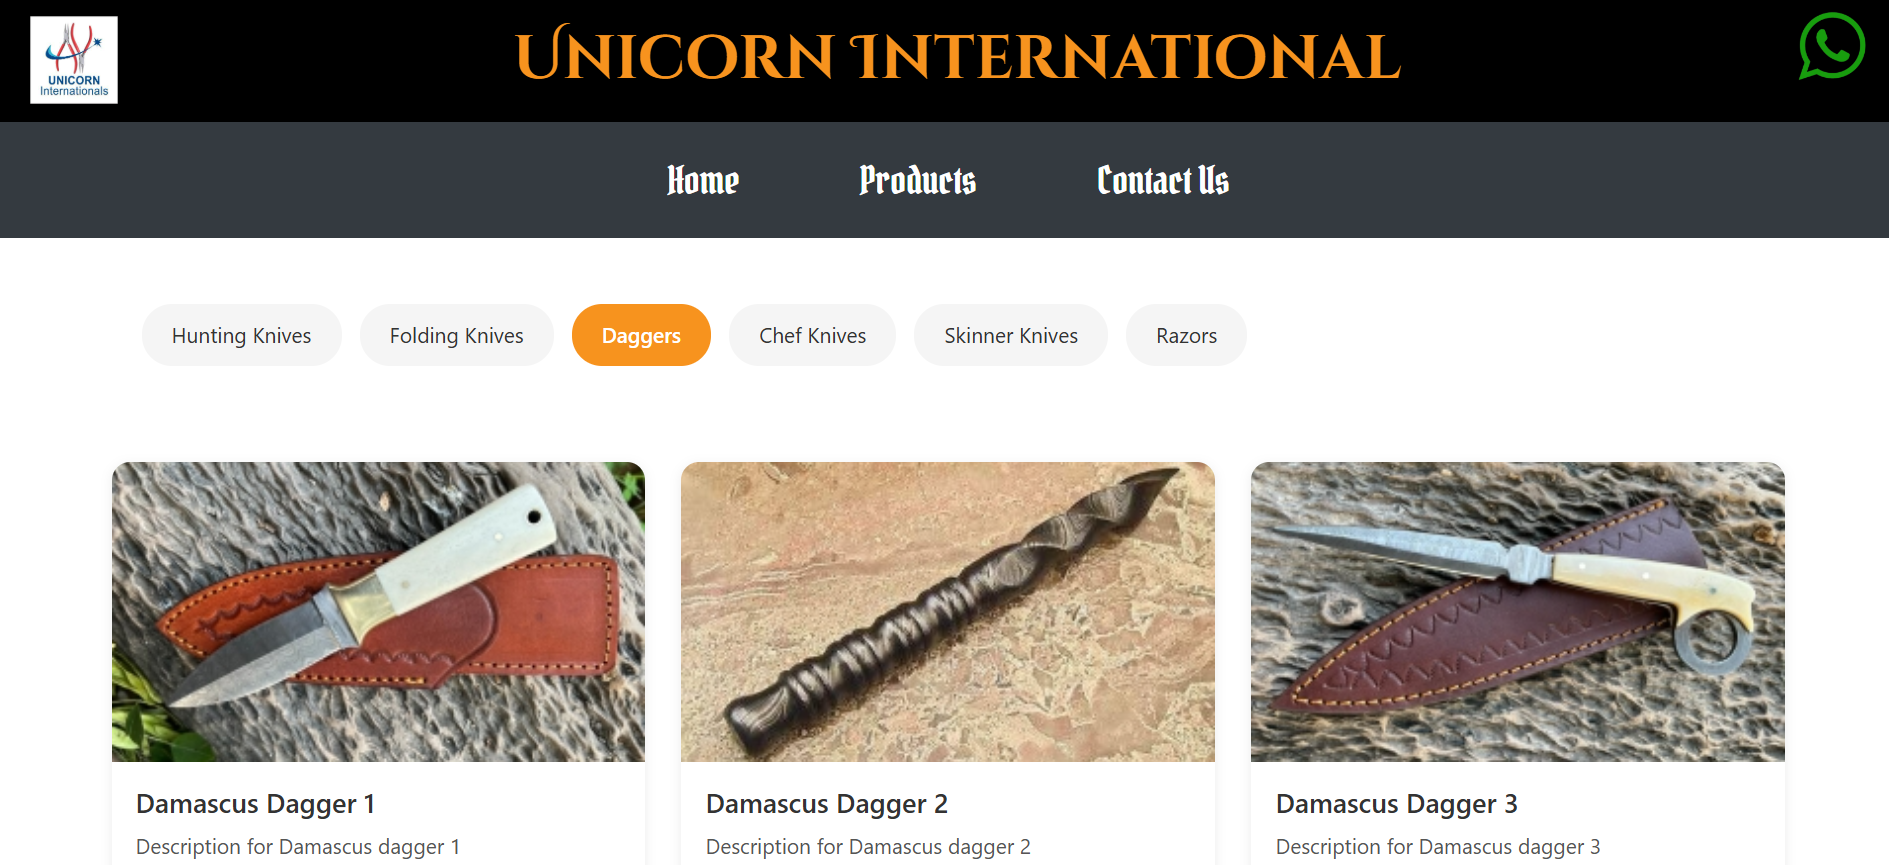 UNICORN
Internationals
Unicorn International
Home Products Contact Us
Hunting Knives Folding Knives Daggers Chef Knives Skinner Knives Razors
Damascus Dagger 1
Description for Damascus dagger 1
Damascus Dagger 2
Description for Damascus dagger 2
Damascus Dagger 3
Description for Damascus dagger 3